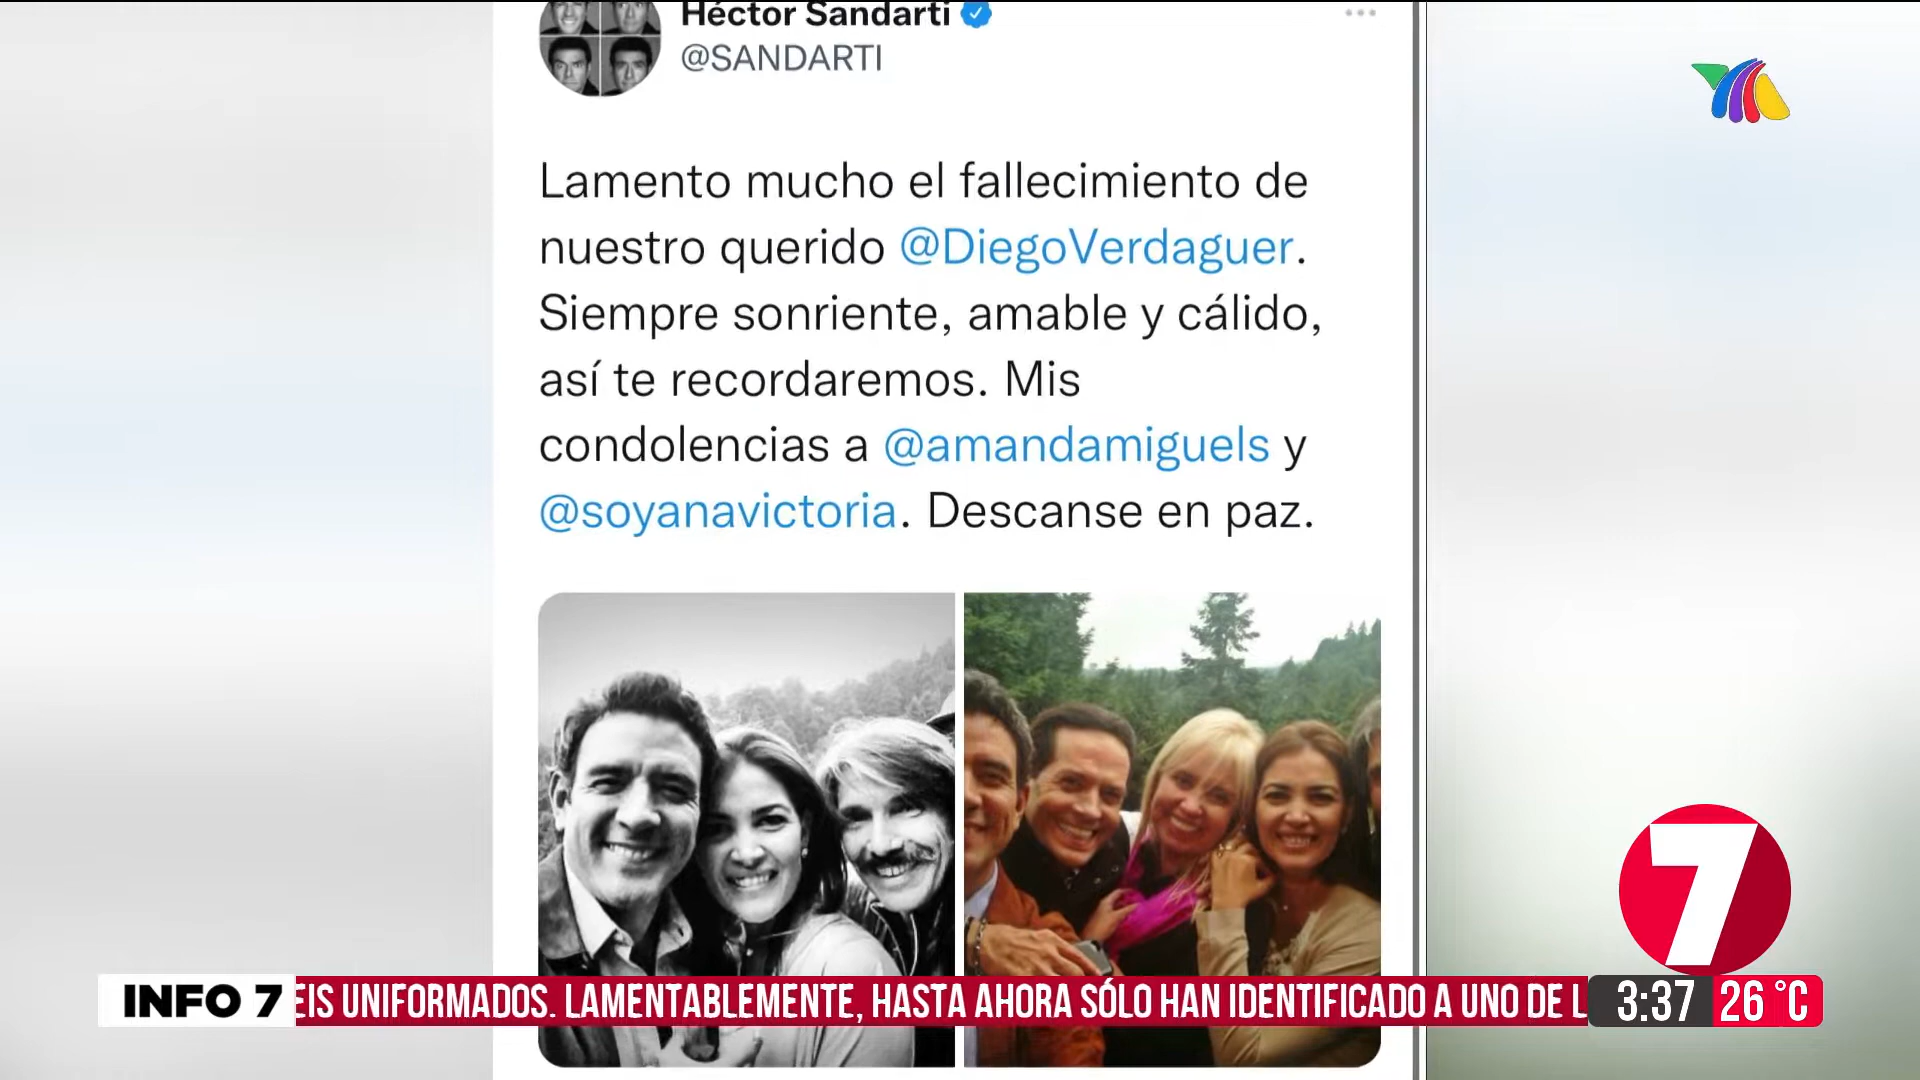 Héctor Sandarti
@SANDARTI
Lamento mucho el fallecimiento de
nuestro querido @DiegoVerdaguer.
Siempre sonriente, amable y cálido,
así te recordaremos. Mis
condolencias a @amandamiguels y
@soyanavictoria. Descanse en paz.
7
INFO 7
EIS UNIFORMADOS. LAMENTABLEMENTE, HASTA AHORA SÓLO HAN IDENTIFICADO A UNO DE L
3:37 26 °C